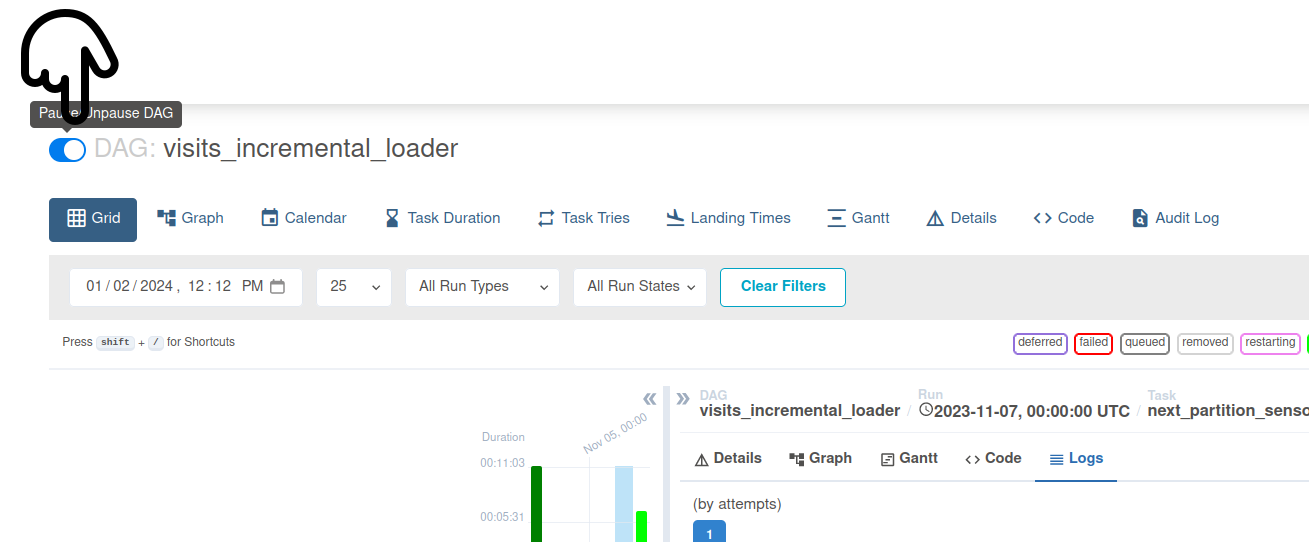 Pause/Unpause DAG
DAG: visits_incremental_loader
Grid Graph Calendar Task Duration Task Tries Landing Times Gantt Details Code Audit Log
01 / 02 / 2024 , 12 : 12 PM 25 All Run Types All Run States Clear Filters
Press shift + / for Shortcuts
deferred failed queued removed restarting
DAG Run Task
visits_incremental_loader / 2023-11-07, 00:00:00 UTC / next_partition_senso
Nov 05, 00:00
Duration
00:11:03
00:05:31
Details Graph Gantt Code Logs
(by attempts)
1